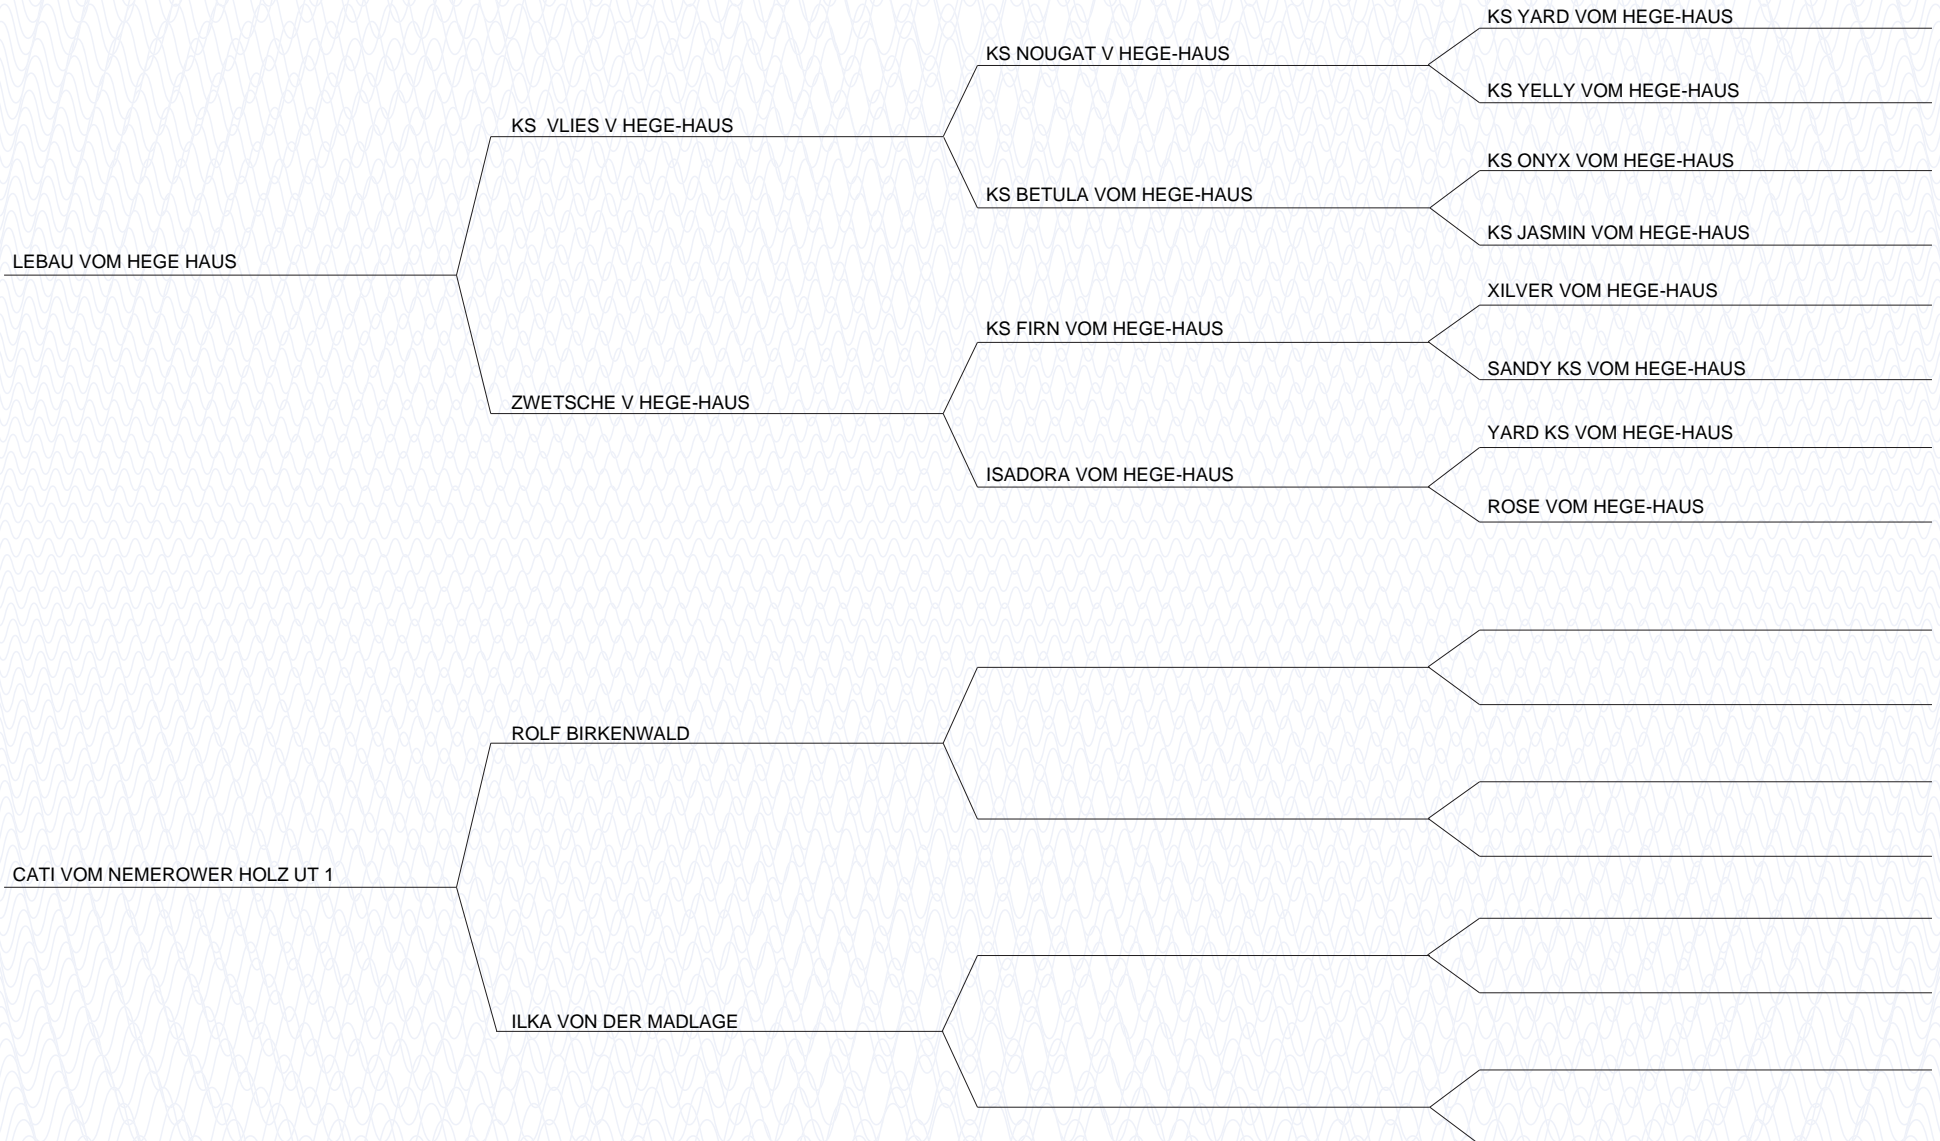 KS YARD VOM HEGE-HAUS
KS NOUGAT V HEGE-HAUS
KS YELLY VOM HEGE-HAUS
KS  VLIES V HEGE-HAUS
KS ONYX VOM HEGE-HAUS
KS BETULA VOM HEGE-HAUS
KS JASMIN VOM HEGE-HAUS
LEBAU VOM HEGE HAUS
XILVER VOM HEGE-HAUS
KS FIRN VOM HEGE-HAUS
SANDY KS VOM HEGE-HAUS
ZWETSCHE V HEGE-HAUS
YARD KS VOM HEGE-HAUS
ISADORA VOM HEGE-HAUS
ROSE VOM HEGE-HAUS
ROLF BIRKENWALD
CATI VOM NEMEROWER HOLZ UT 1
ILKA VON DER MADLAGE